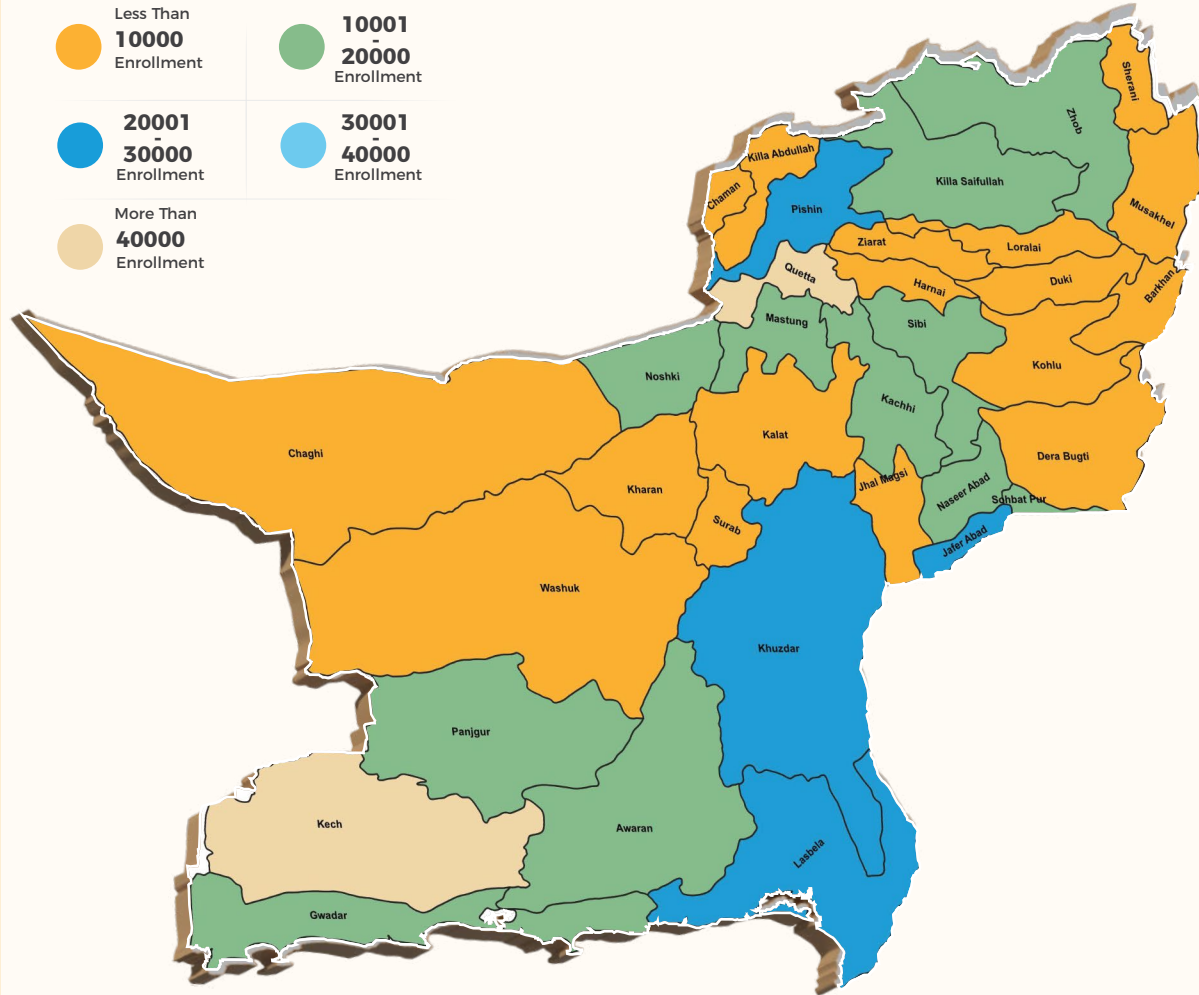 Less Than
10000
Enrollment
10001
-
20000
Enrollment
20001
-
30000
Enrollment
30001
-
40000
Enrollment
More Than
40000
Enrollment
Sherani
Zhob
Killa Abdullah
Killa Saifullah
Chaman
Pishin
Musakhel
Ziarat
Loralai
Quetta
Harnai
Duki
Barkhan
Mastung
Sibi
Noshki
Kohlu
Kachhi
Kalat
Chaghi
Dera Bugti
Kharan
Jhal Magsi
Naseer Abad
Sohbat Pur
Surab
Jafer Abad
Washuk
Khuzdar
Panjgur
Kech
Awaran
Lasbela
Gwadar